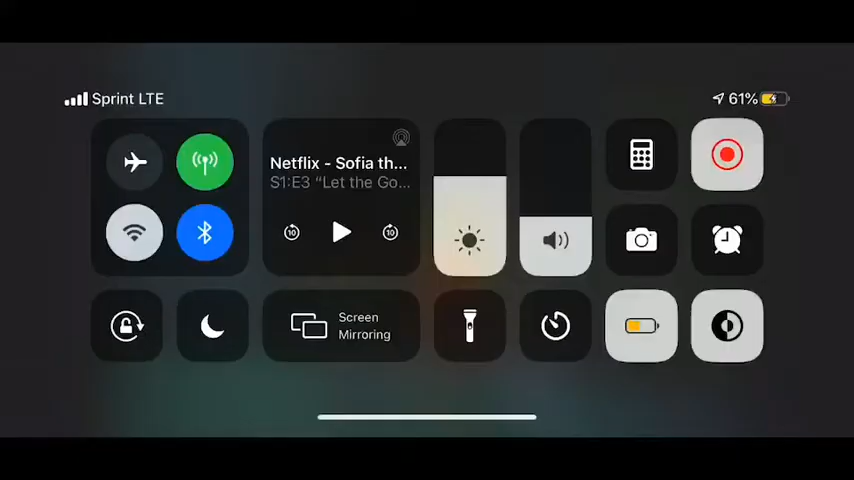 Sprint LTE
61%
Netflix - Sofia th...
S1:E3 “Let the Go...
10
10
Screen
Mirroring